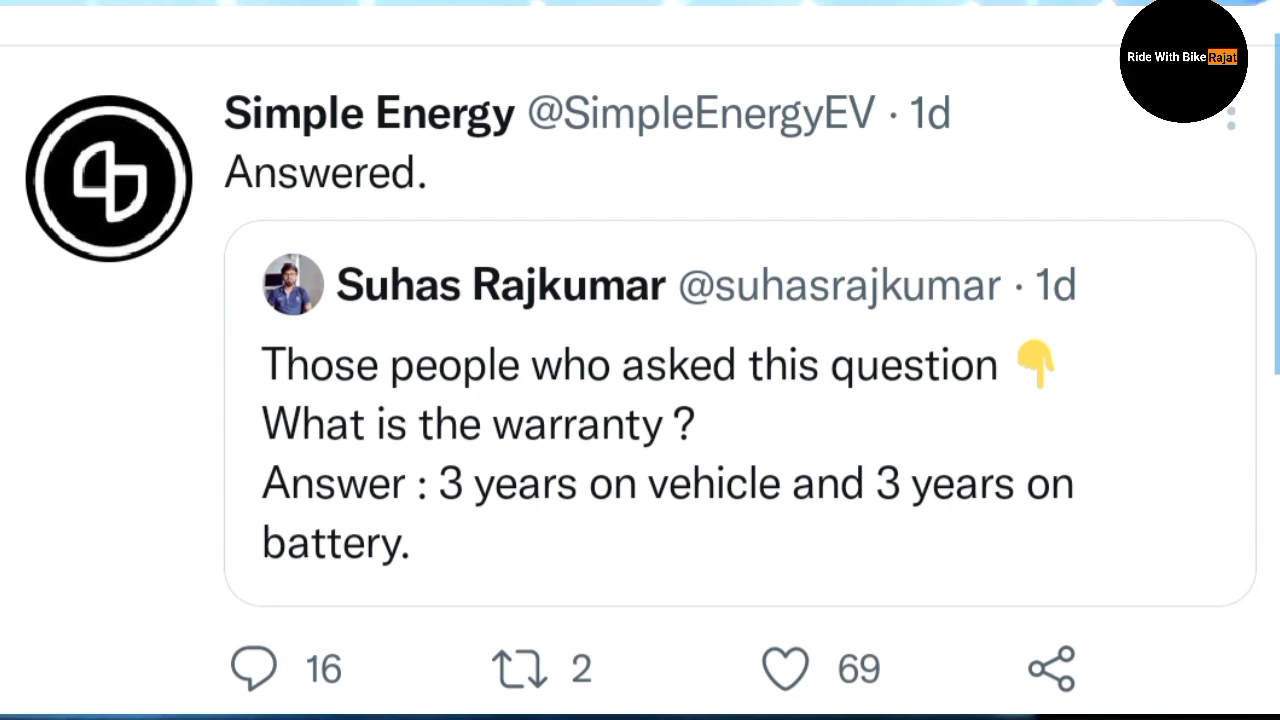 Ride With Bike Rajat
Simple Energy @SimpleEnergyEV · 1d
Answered.
Suhas Rajkumar @suhasrajkumar · 1d
Those people who asked this question 👇
What is the warranty ?
Answer : 3 years on vehicle and 3 years on
battery.
16 2 69